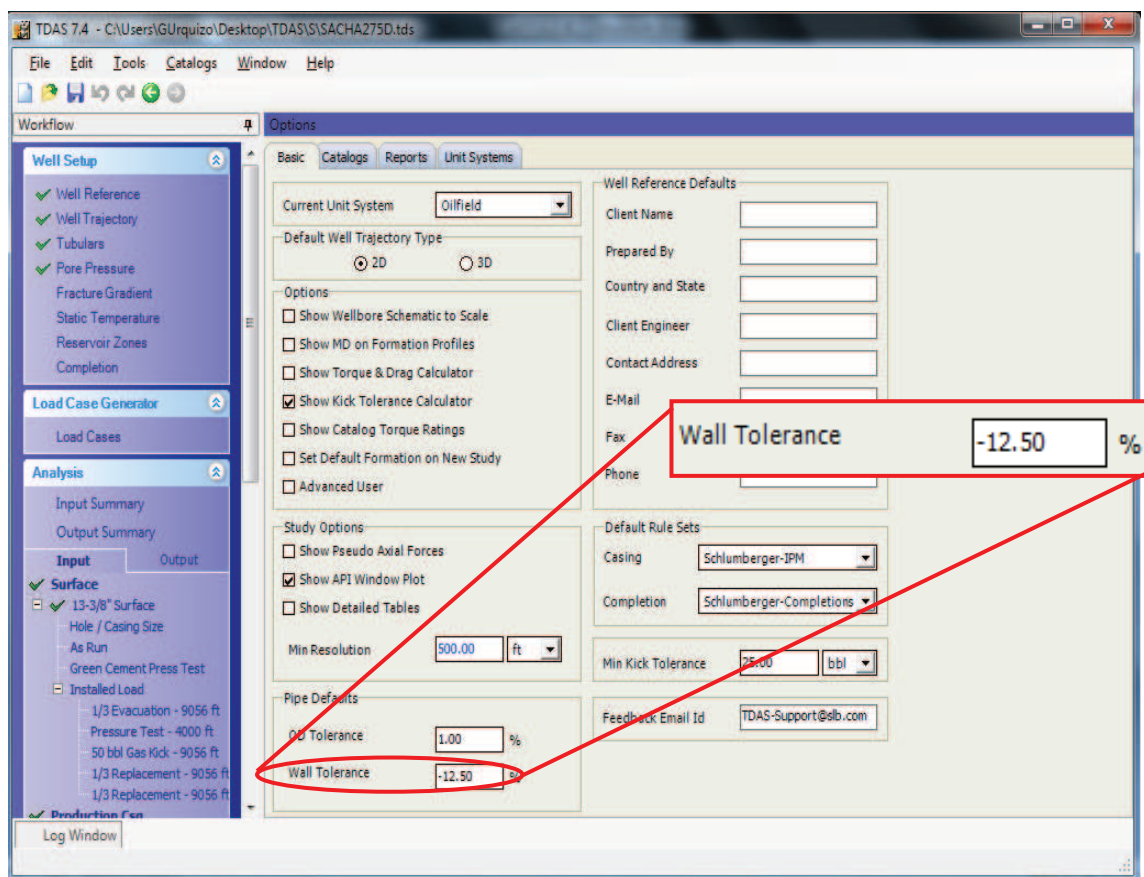 TDAS 7.4 - C:\Users\GUrquizo\Desktop\TDAS\S\SACHA275D.tds
File Edit Tools Catalogs Window Help
Workflow
Well Setup
Well Reference
Well Trajectory
Tubulars
Pore Pressure
Fracture Gradient
Static Temperature
Reservoir Zones
Completion
Load Case Generator
Load Cases
Analysis
Input Summary
Output Summary
Input Output
Surface
13-3/8" Surface
Hole / Casing Size
As Run
Green Cement Press Test
Installed Load
1/3 Evacuation - 9056 ft
Pressure Test - 4000 ft
50 bbl Gas Kick - 9056 ft
1/3 Replacement - 9056 ft
1/3 Replacement - 9056 ft
Production Csg
Log Window
Options
Basic Catalogs Reports Unit Systems
Current Unit System Oilfield
Default Well Trajectory Type
2D 3D
Options
Show Wellbore Schematic to Scale
Show MD on Formation Profiles
Show Torque & Drag Calculator
Show Kick Tolerance Calculator
Show Catalog Torque Ratings
Set Default Formation on New Study
Advanced User
Study Options
Show Pseudo Axial Forces
Show API Window Plot
Show Detailed Tables
Min Resolution 500.00 ft
Pipe Defaults
OD Tolerance 1.00 %
Wall Tolerance -12.50 %
Well Reference Defaults
Client Name
Prepared By
Country and State
Client Engineer
Contact Address
E-Mail
Fax
Phone
Wall Tolerance -12.50 %
Default Rule Sets
Casing Schlumberger-IPM
Completion Schlumberger-Completions
Min Kick Tolerance 25.00 bbl
Feedback Email Id TDAS-Support@slb.com